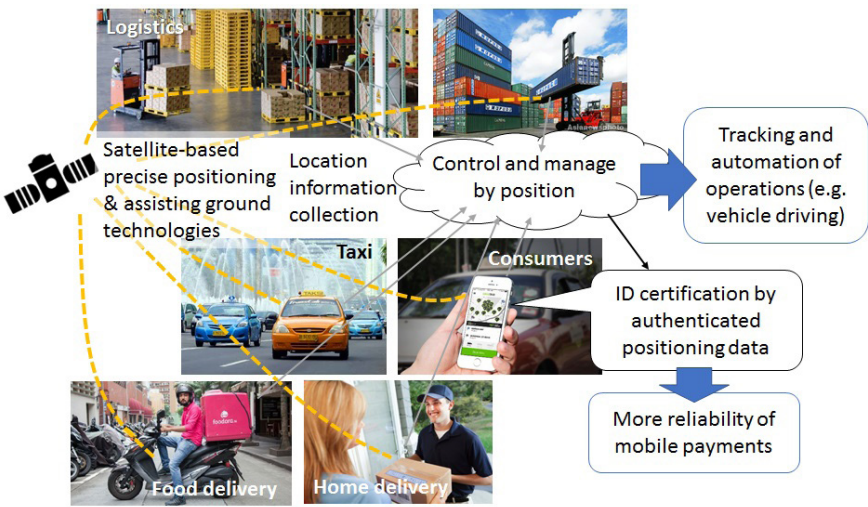 Logistics
Asianewsphoto
Satellite-based
precise positioning
& assisting ground
technologies
Location
information
collection
Control and manage
by position
Tracking and
automation of
operations (e.g.
vehicle driving)
Taxi
Consumers
ID certification by
authenticated
positioning data
More reliability of
mobile payments
foodora
Food delivery
Home delivery